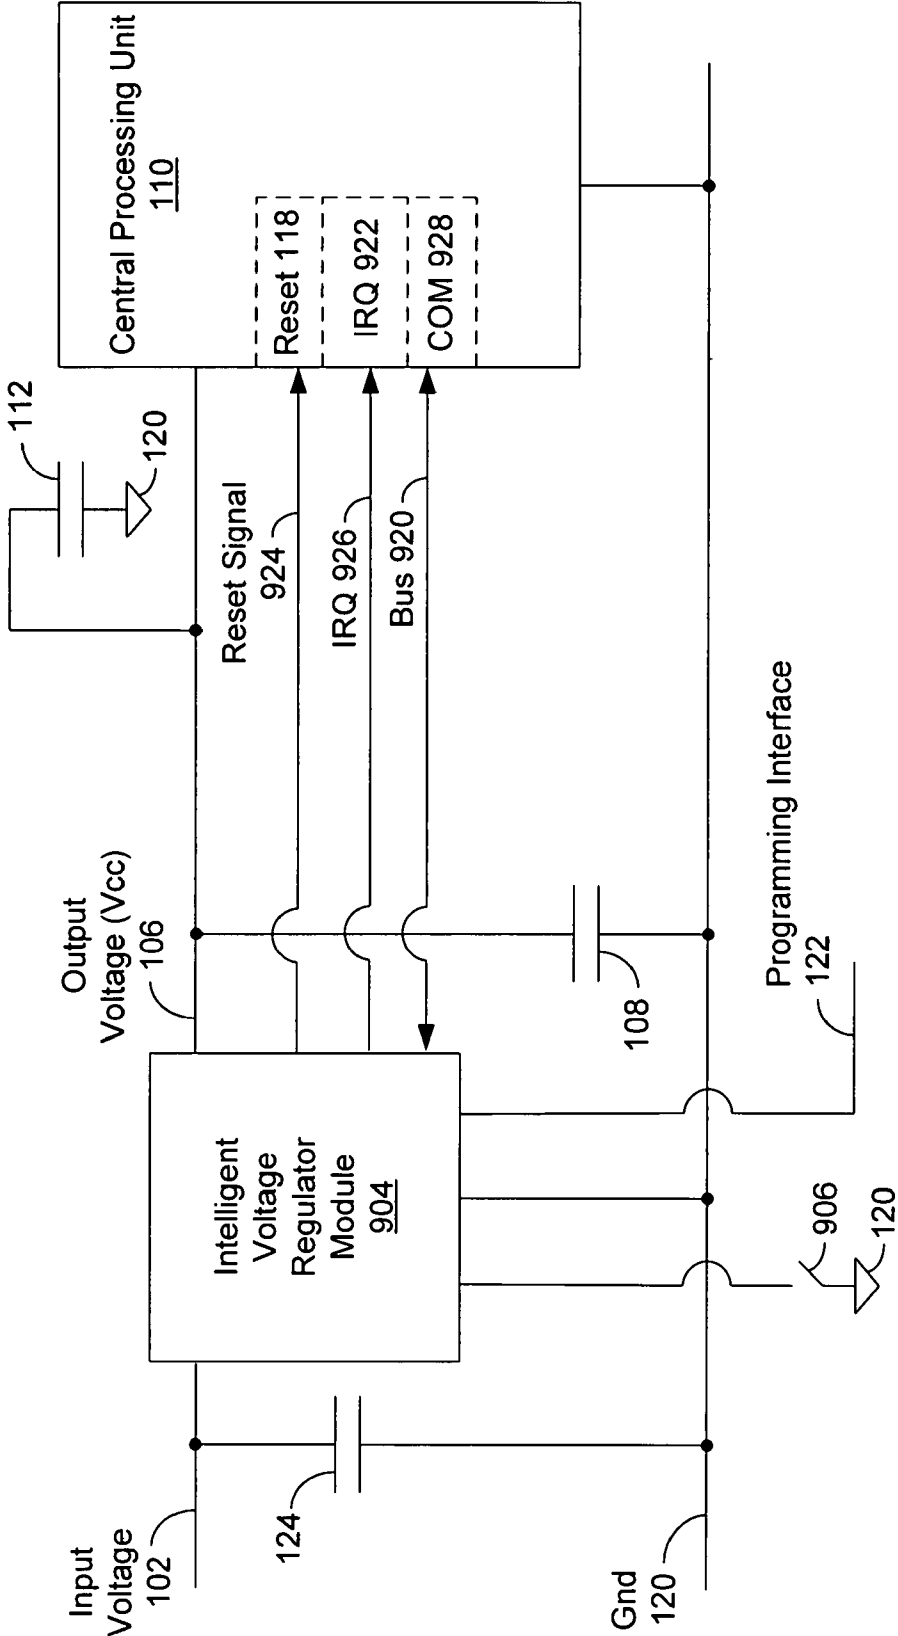 Input
Voltage
102
124
Gnd
120
Intelligent
Voltage
Regulator
Module
904
906
120
Output
Voltage (Vcc)
106
108
Programming Interface
122
Reset Signal
924
IRQ 926
Bus 920
112
120
Central Processing Unit
110
Reset 118
IRQ 922
COM 928